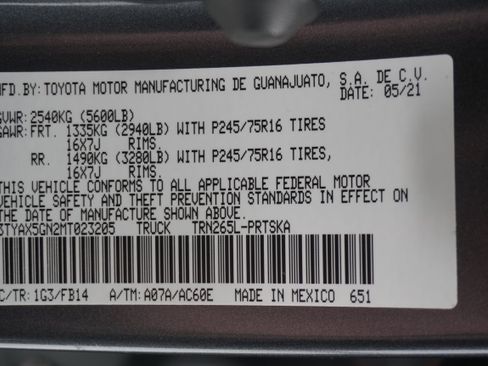 MFD.BY: TOYOTA MOTOR MANUFACTURING DE GUANAJUATO, S.A. DE C.V.
DATE: 05/21
GVWR: 2540KG (5600LB)
GAWR: FRT. 1335KG (2940LB) WITH P245/75R16 TIRES
16X7J RIMS.
RR. 1490KG (3280LB) WITH P245/75R16 TIRES,
16X7J RIMS.
THIS VEHICLE CONFORMS TO ALL APPLICABLE FEDERAL MOTOR
VEHICLE SAFETY AND THEFT PREVENTION STANDARDS IN EFFECT
ON THE DATE OF MANUFACTURE SHOWN ABOVE.
3TYAX5GN2MT023205 TRUCK TRN265L-PRTSKA
C/TR: 1G3/FB14 A/TM: A07A/AC60E MADE IN MEXICO 651